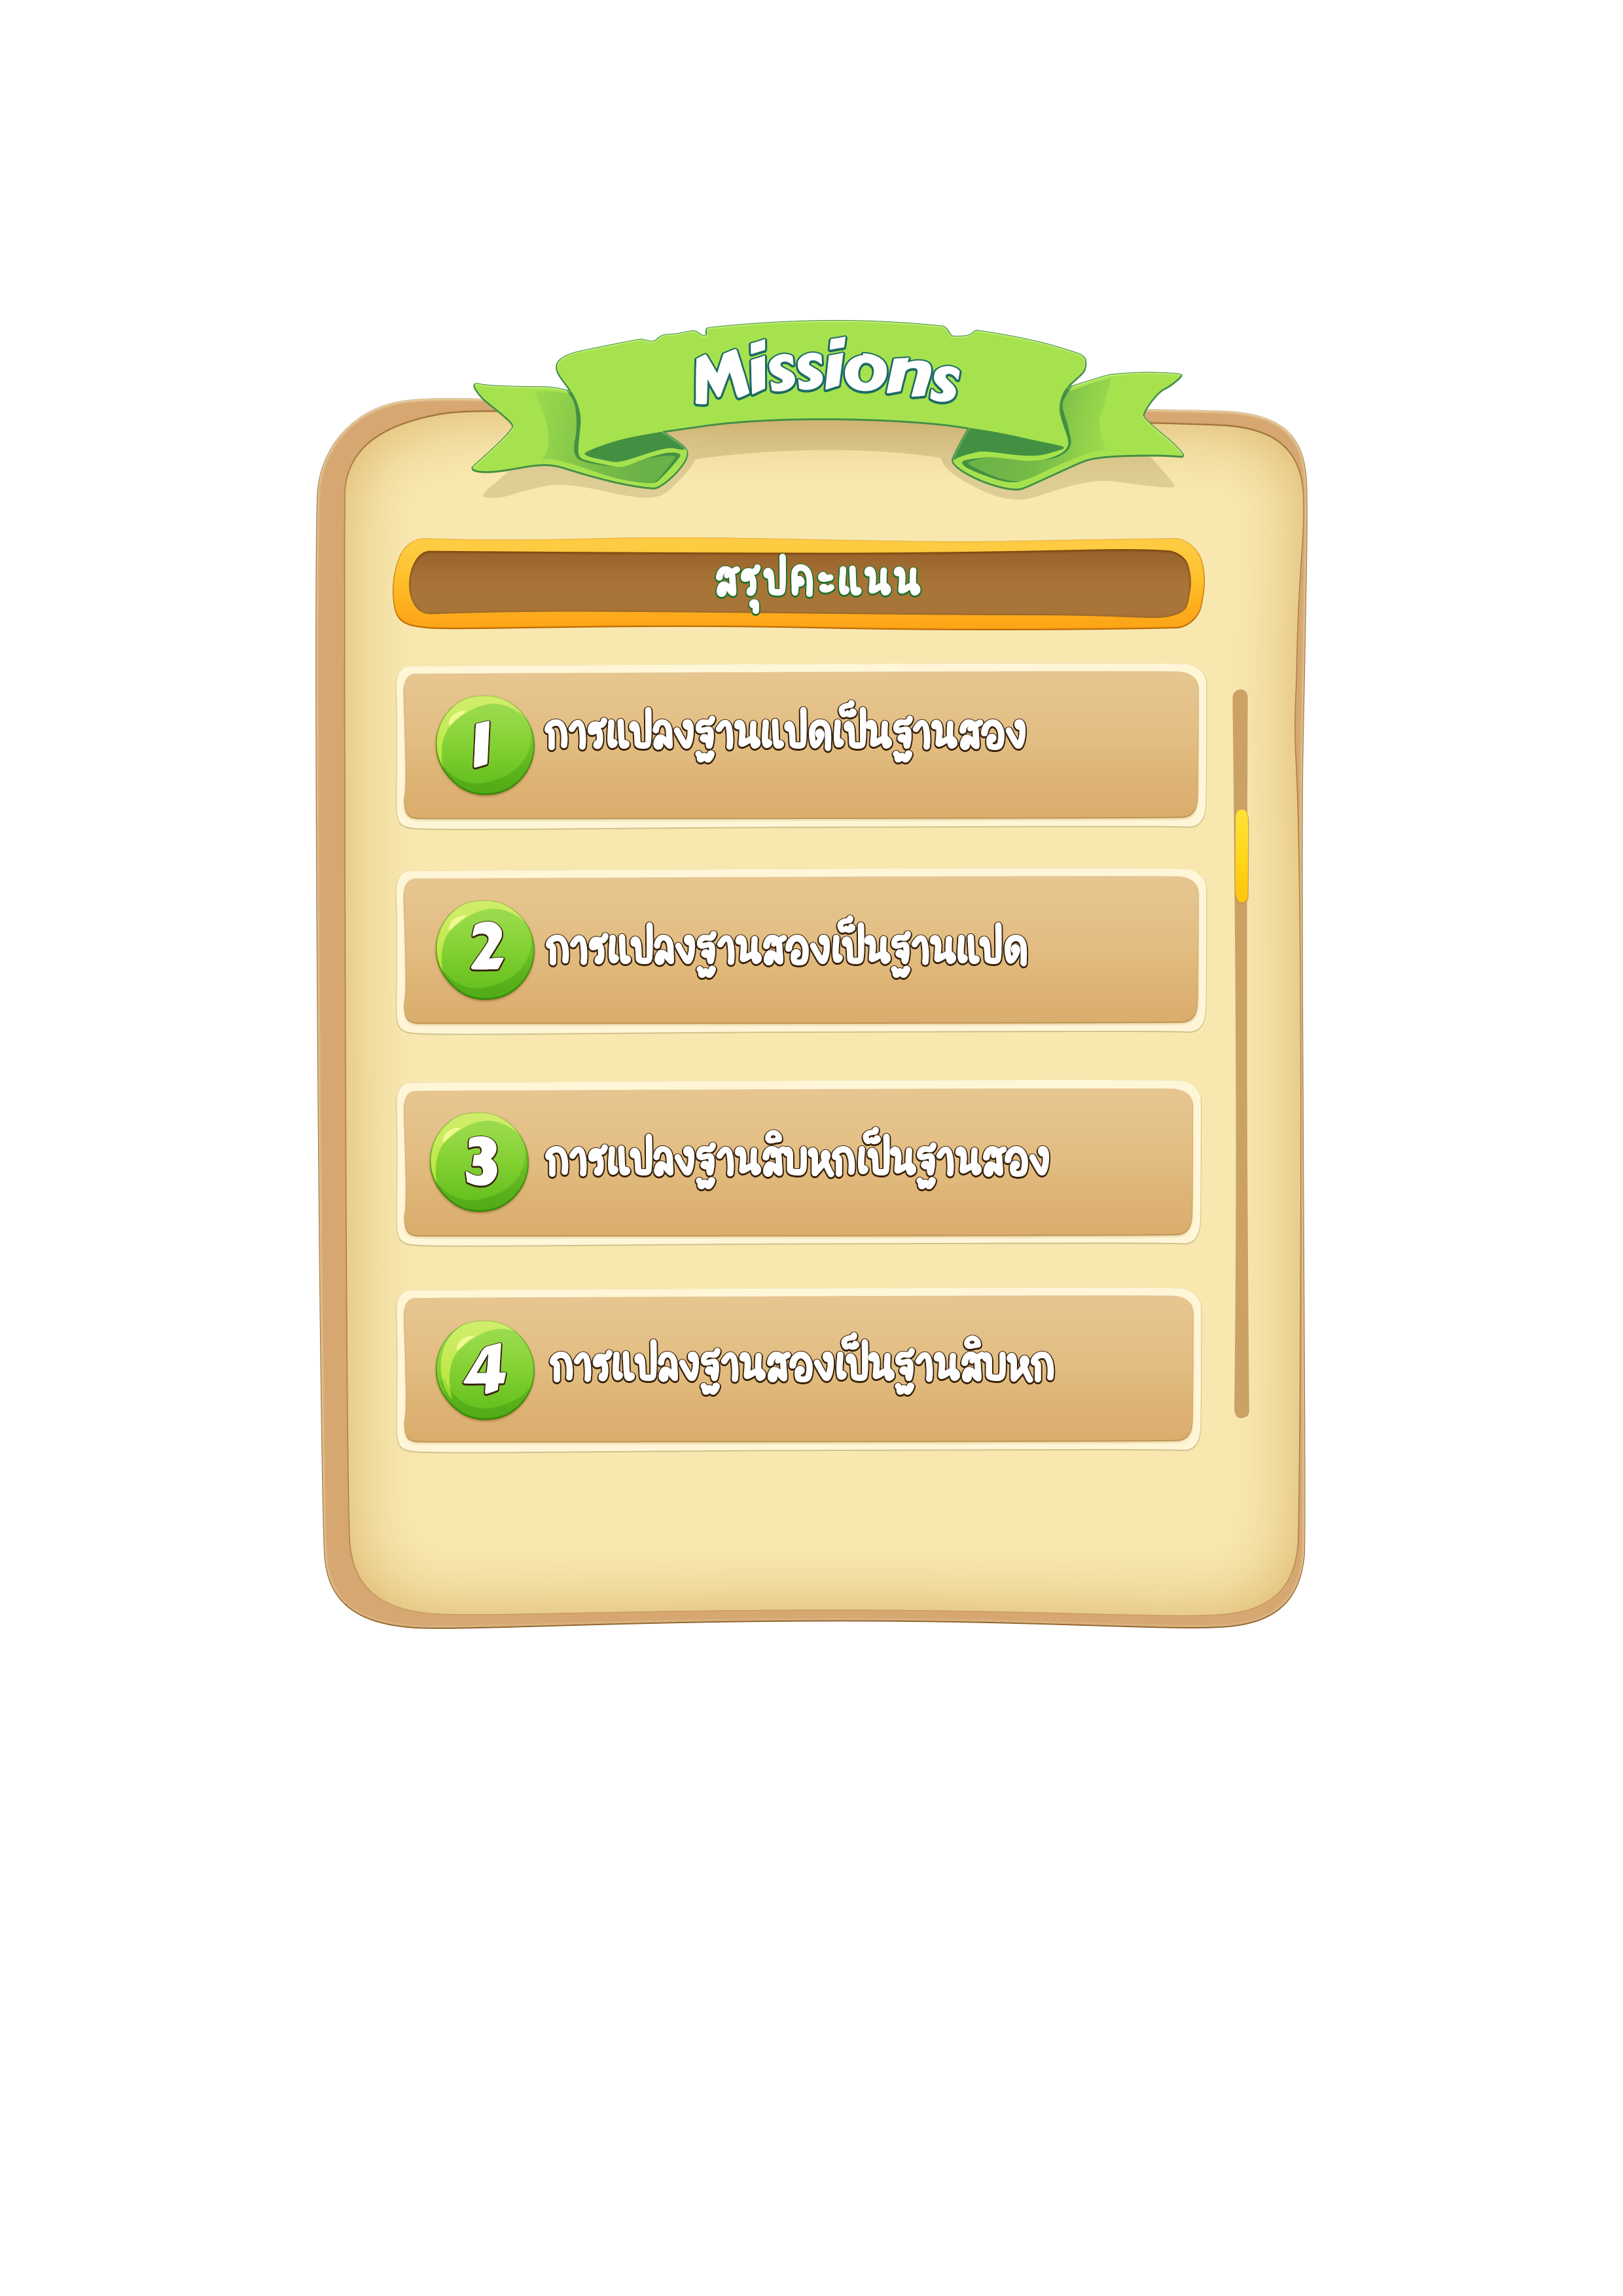 Missions
สรุปคะแนน
1 การแปลงฐานแปดเป็นฐานสอง
2 การแปลงฐานสองเป็นฐานแปด
3 การแปลงฐานสิบหกเป็นฐานสอง
4 การแปลงฐานสองเป็นฐานสิบหก